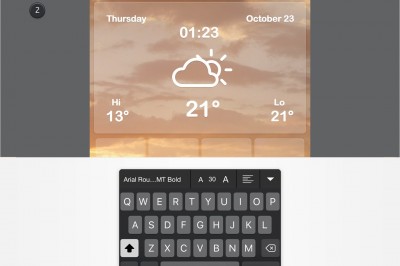 2
Thursday
October 23
01:23
21°
Hi
13°
Lo
21°
Arial Rou...MT Bold
A 30 A
Q W E R T Y U I O P
A S D F G H J K L
Z X C V B N M